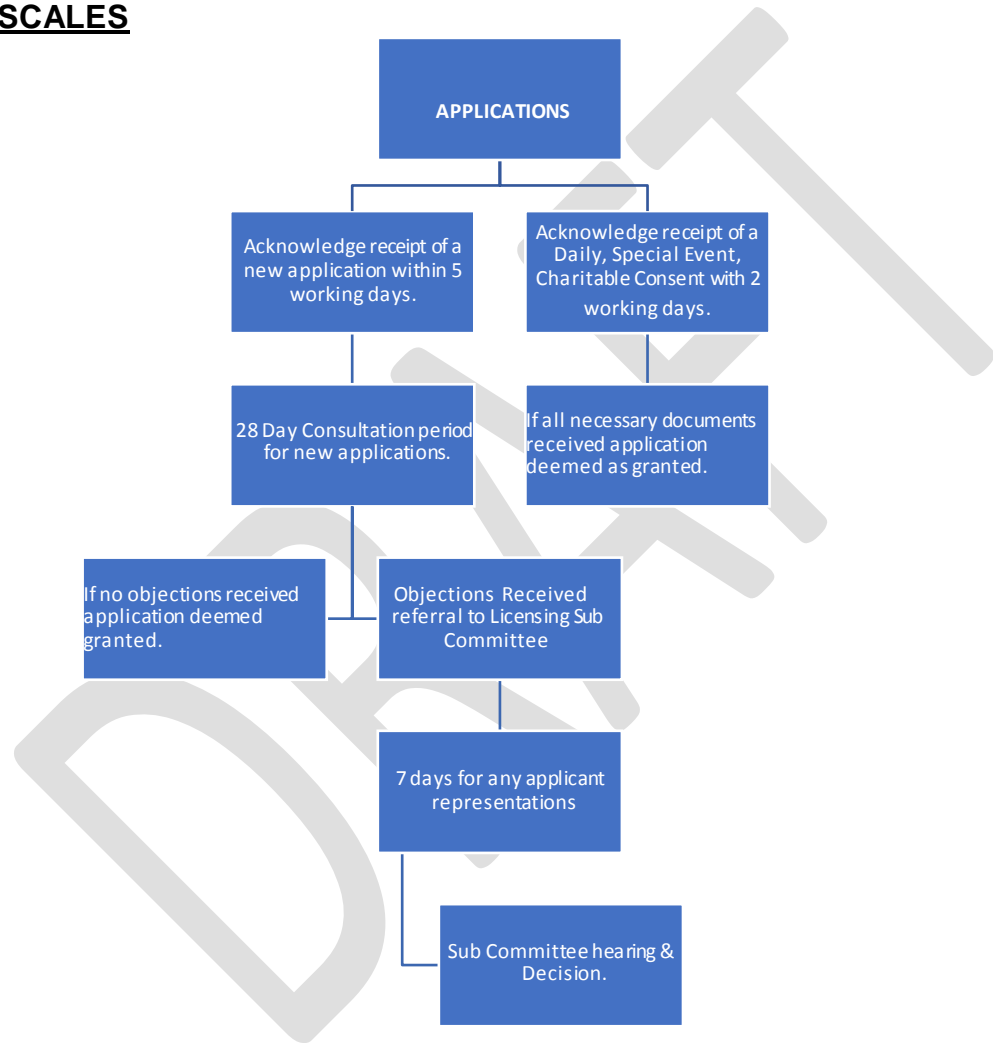 SCALES
APPLICATIONS
Acknowledge receipt of a
new application within 5
working days.
Acknowledge receipt of a
Daily, Special Event,
Charitable Consent with 2
working days.
28 Day Consultation period
for new applications.
If all necessary documents
received application
deemed as granted.
If no objections received
application deemed
granted.
Objections Received
referral to Licensing Sub
Committee
7 days for any applicant
representations
Sub Committee hearing &
Decision.
DRAFT